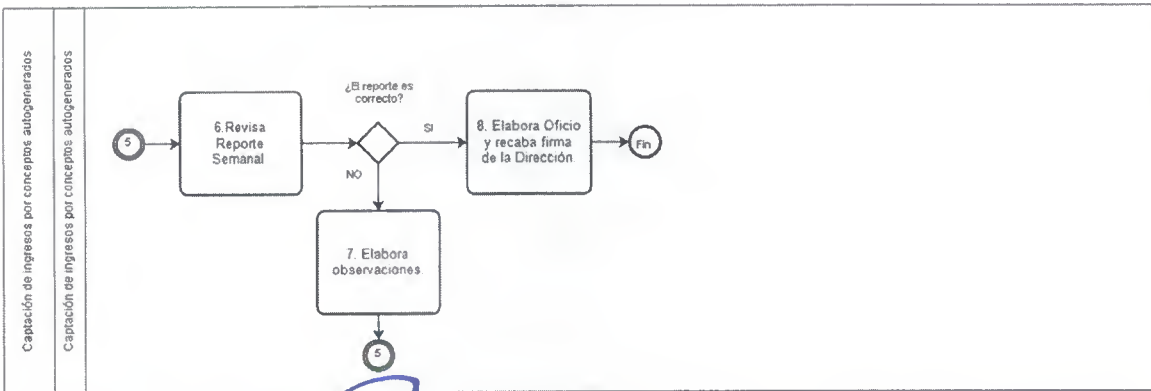 Captación de ingresos por conceptos autogenerados
Captación de ingresos por conceptos autogenerados
5
6.Revisa
Reporte
Semanal
¿El reporte es
correcto?
SI
NO
8. Elabora Oficio
y recaba firma
de la Dirección
Fin
7. Elabora
observaciones
5